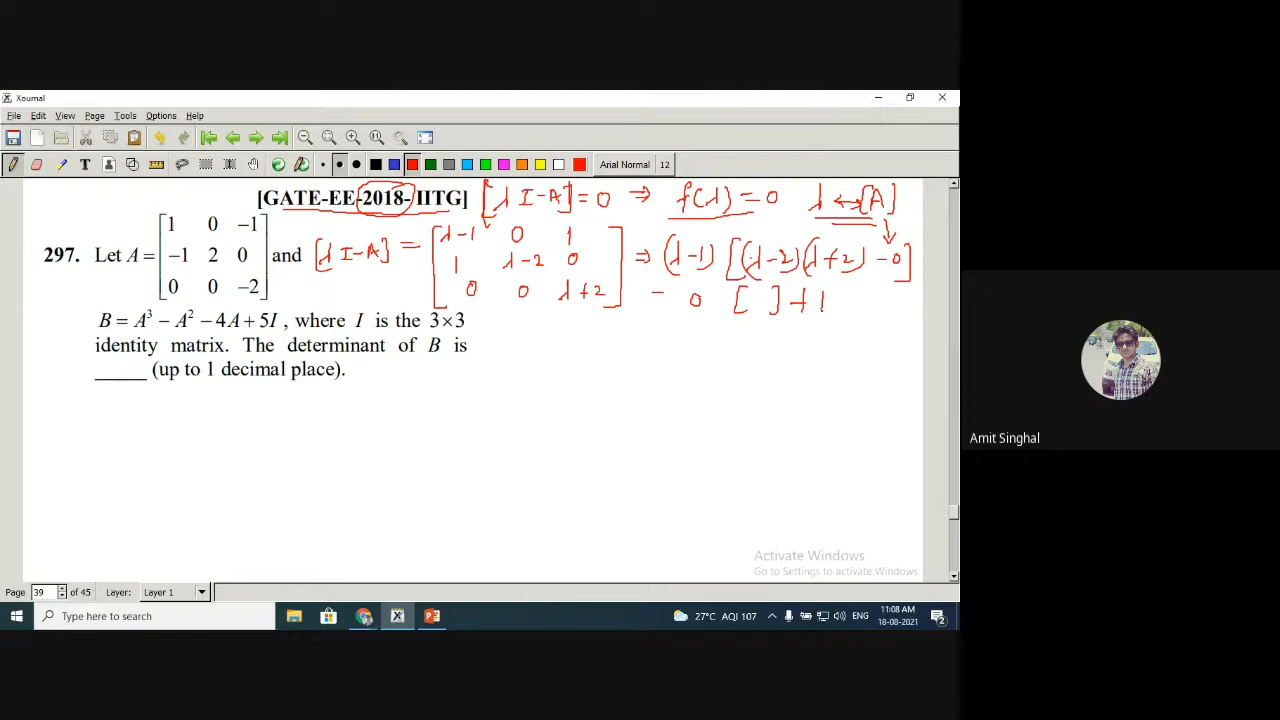 Xournal
File Edit View Page Tools Options Help
Arial Normal 12
[GATE-EE-2018-IITG] [λI-A]=0 ⇒ f(λ)=0 λ↔[A]
297. Let A = [1 0 −1; −1 2 0; 0 0 −2] and [λI-A] = [λ-1 0 1; 1 λ-2 0; 0 0 λ+2] ⇒ (λ-1) [(λ-2)(λ+2) -0]
- 0 [ ] + 1
B = A³ − A² − 4A + 5I , where I is the 3×3
identity matrix. The determinant of B is
_____ (up to 1 decimal place).
Amit Singhal
Activate Windows
Go to Settings to activate Windows.
Page 39 of 45 Layer: Layer 1
Type here to search
27°C AQI 107
ENG
11:08 AM
18-08-2021
2